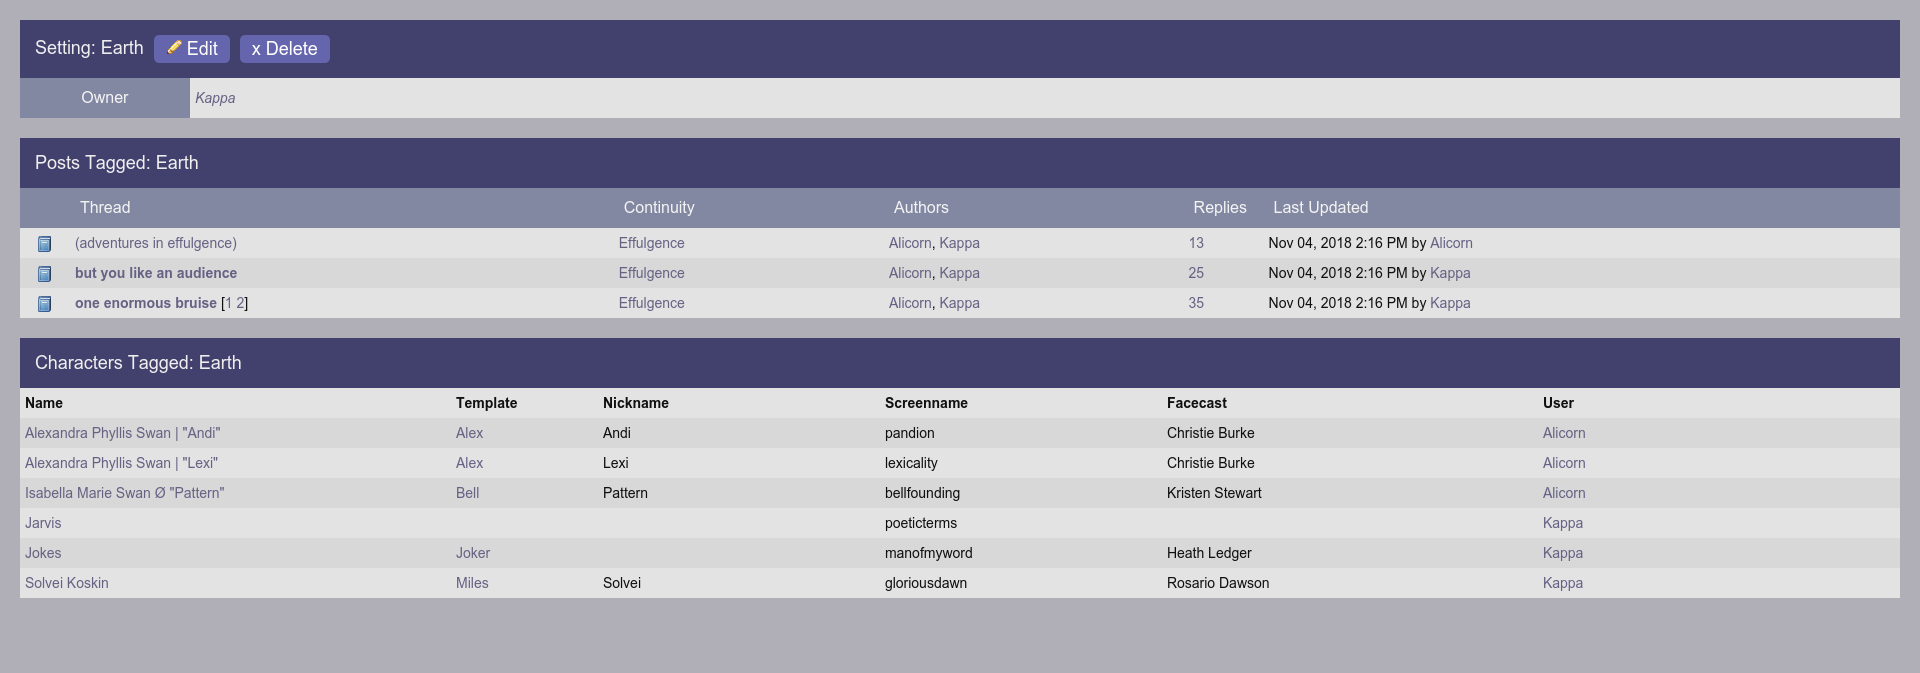 Setting: Earth Edit x Delete
Owner Kappa
Posts Tagged: Earth
Thread Continuity Authors Replies Last Updated
(adventures in effulgence) Effulgence Alicorn, Kappa 13 Nov 04, 2018 2:16 PM by Alicorn
but you like an audience Effulgence Alicorn, Kappa 25 Nov 04, 2018 2:16 PM by Kappa
one enormous bruise [1 2] Effulgence Alicorn, Kappa 35 Nov 04, 2018 2:16 PM by Kappa
Characters Tagged: Earth
Name Template Nickname Screenname Facecast User
Alexandra Phyllis Swan | "Andi" Alex Andi pandion Christie Burke Alicorn
Alexandra Phyllis Swan | "Lexi" Alex Lexi lexicality Christie Burke Alicorn
Isabella Marie Swan Ø "Pattern" Bell Pattern bellfounding Kristen Stewart Alicorn
Jarvis poeticterms Kappa
Jokes Joker manofmyword Heath Ledger Kappa
Solvei Koskin Miles Solvei gloriousdawn Rosario Dawson Kappa